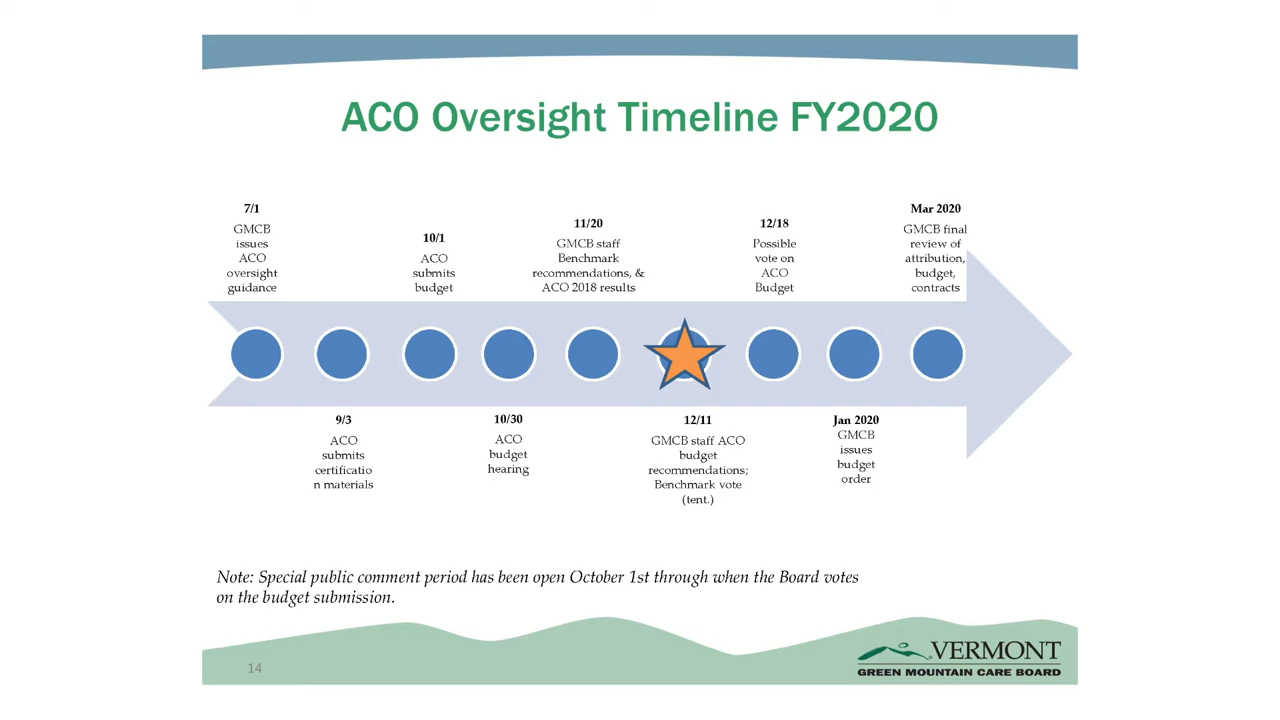 ACO Oversight Timeline FY2020
7/1
GMCB
issues
ACO
oversight
guidance
9/3
ACO
submits
certificatio
n materials
10/1
ACO
submits
budget
10/30
ACO
budget
hearing
11/20
GMCB staff
Benchmark
recommendations, &
ACO 2018 results
12/11
GMCB staff ACO
budget
recommendations;
Benchmark vote
(tent.)
12/18
Possible
vote on
ACO
Budget
Jan 2020
GMCB
issues
budget
order
Mar 2020
GMCB final
review of
attribution,
budget,
contracts
Note: Special public comment period has been open October 1st through when the Board votes
on the budget submission.
14
VERMONT
GREEN MOUNTAIN CARE BOARD